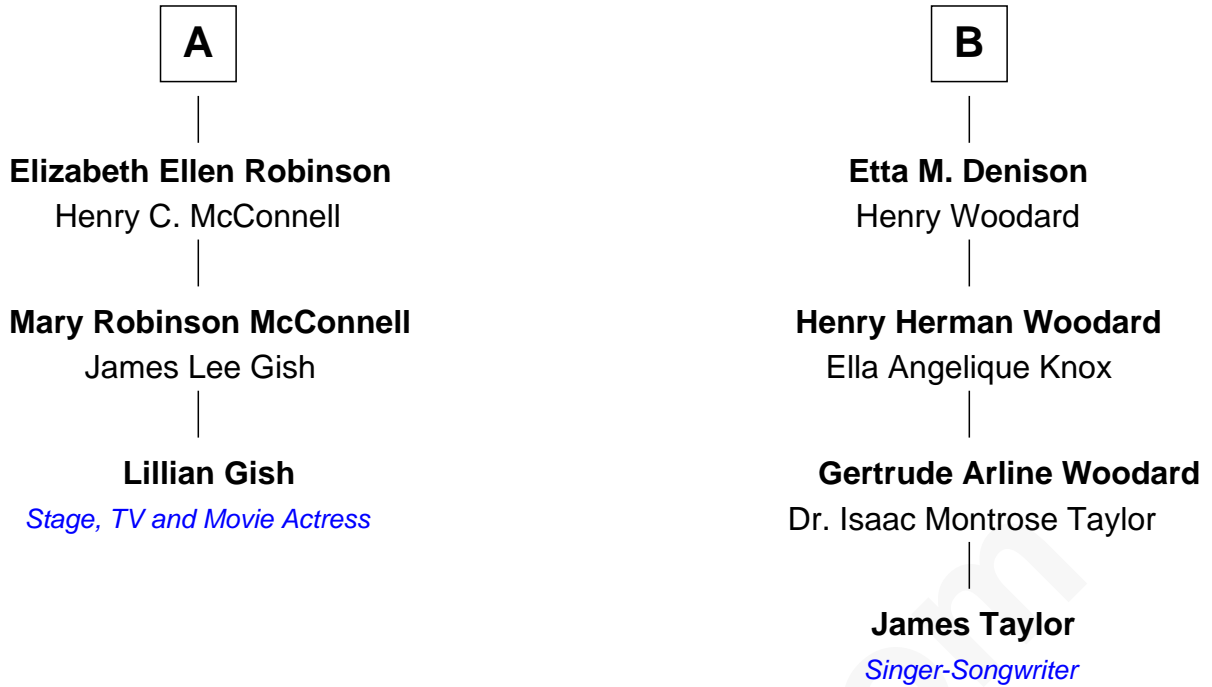 A
Elizabeth Ellen Robinson
Henry C. McConnell
Mary Robinson McConnell
James Lee Gish
Lillian Gish
Stage, TV and Movie Actress
B
Etta M. Denison
Henry Woodard
Henry Herman Woodard
Ella Angelique Knox
Gertrude Arline Woodard
Dr. Isaac Montrose Taylor
James Taylor
Singer-Songwriter